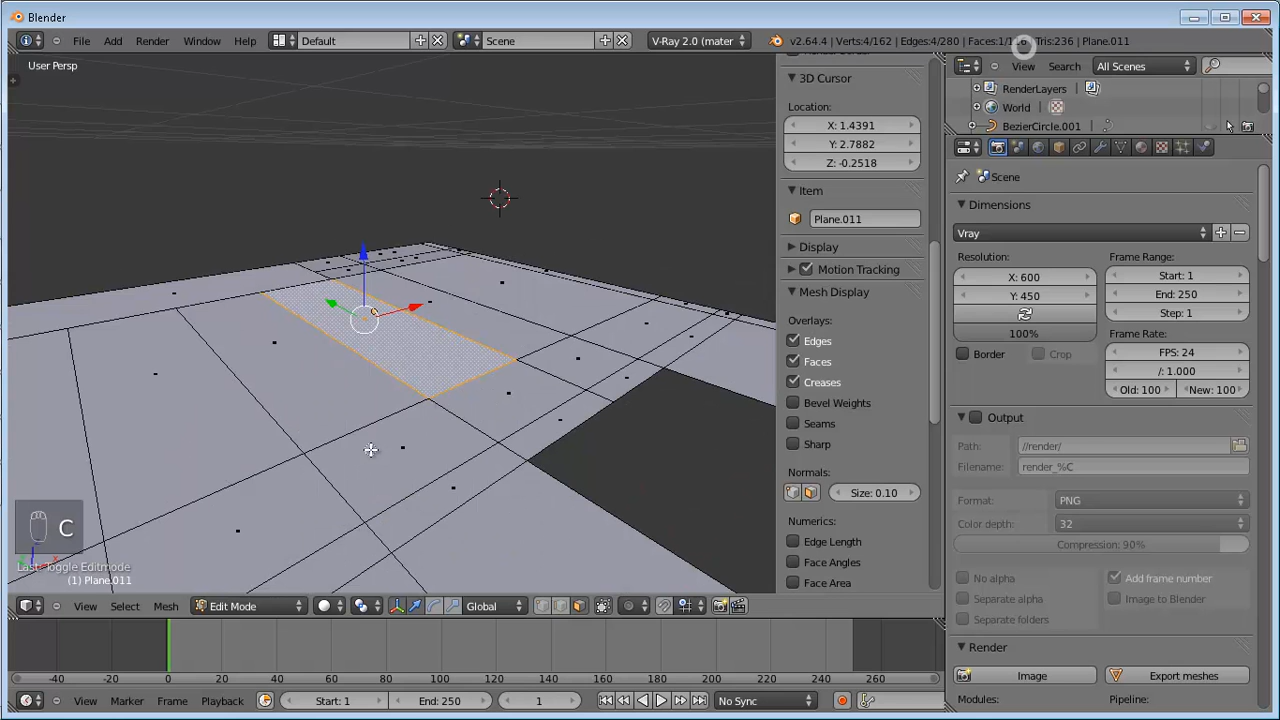 Blender
File Add Render Window Help Default Scene V-Ray 2.0 (mater v2.64.4 | Verts:4/162 | Edges:4/280 | Faces:1/ Tris:236 | Plane.011
User Persp
3D Cursor
Location:
X: 1.4391
Y: 2.7882
Z: -0.2518
Item
Plane.011
Display
Motion Tracking
Mesh Display
Overlays:
Edges
Faces
Creases
Bevel Weights
Seams
Sharp
Normals:
Size: 0.10
Numerics:
Edge Length
Face Angles
Face Area
View Search All Scenes
RenderLayers
World
BezierCircle.001
Scene
Dimensions
Vray
Resolution: Frame Range:
X: 600 Start: 1
Y: 450 End: 250
Step: 1
100% Frame Rate:
Border Crop FPS: 24
/: 1.000
Old: 100 New: 100
Output
Path: //render/
Filename: render_%C
Format: PNG
Color depth: 32
Compression: 90%
No alpha Add frame number
Separate alpha Image to Blender
Separate folders
Render
Image Export meshes
Modules: Pipeline:
C
Last: Toggle Editmode
(1) Plane.011
View Select Mesh Edit Mode Global
-40 -20 0 20 40 60 80 100 120 140 160 180 200 220 240 260
View Marker Frame Playback Start: 1 End: 250 1 No Sync